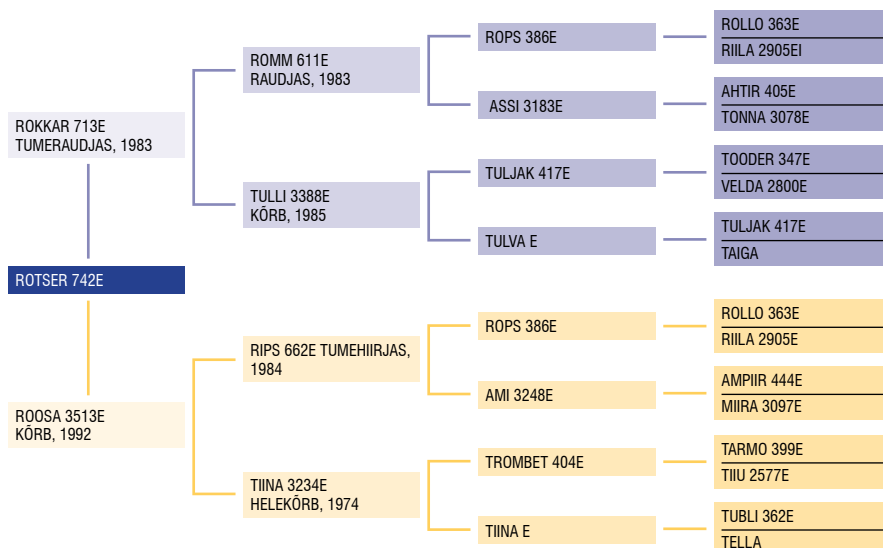 ROKKAR 713E
TUMERAUDJAS, 1983
ROTSER 742E
ROOSA 3513E
KÕRB, 1992
ROMM 611E
RAUDJAS, 1983
TULLI 3388E
KÕRB, 1985
RIPS 662E TUMEHIIRJAS,
1984
TIINA 3234E
HELEKÕRB, 1974
ROPS 386E
ASSI 3183E
TULJAK 417E
TULVA E
ROPS 386E
AMI 3248E
TROMBET 404E
TIINA E
ROLLO 363E
RIILA 2905EI
AHTIR 405E
TONNA 3078E
TOODER 347E
VELDA 2800E
TULJAK 417E
TAIGA
ROLLO 363E
RIILA 2905E
AMPIIR 444E
MIIRA 3097E
TARMO 399E
TIIU 2577E
TUBLI 362E
TELLA